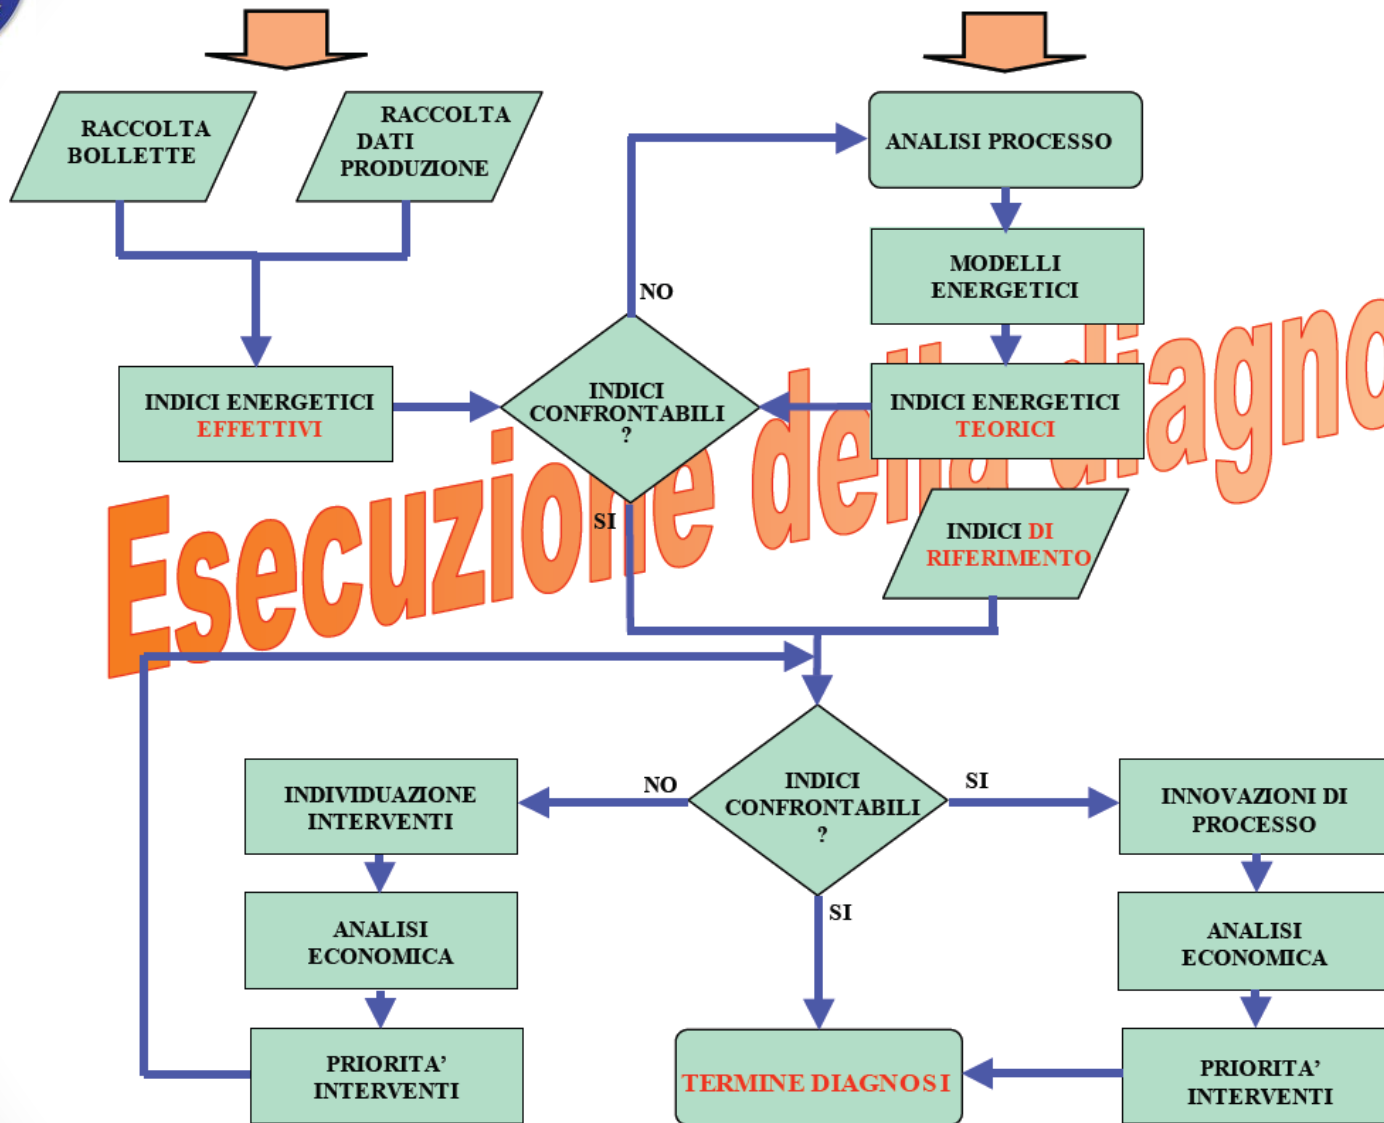 RACCOLTA
BOLLETTE
RACCOLTA
DATI
PRODUZIONE
ANALISI PROCESSO
NO
MODELLI
ENERGETICI
INDICI ENERGETICI
EFFETTIVI
INDICI
CONFRONTABILI
?
INDICI ENERGETICI
TEORICI
SI
INDICI DI
RIFERIMENTO
Esecuzione della diagno
INDIVIDUAZIONE
INTERVENTI
NO
INDICI
CONFRONTABILI
?
SI
INNOVAZIONI DI
PROCESSO
ANALISI
ECONOMICA
SI
ANALISI
ECONOMICA
PRIORITA’
INTERVENTI
TERMINE DIAGNOSI
PRIORITA’
INTERVENTI